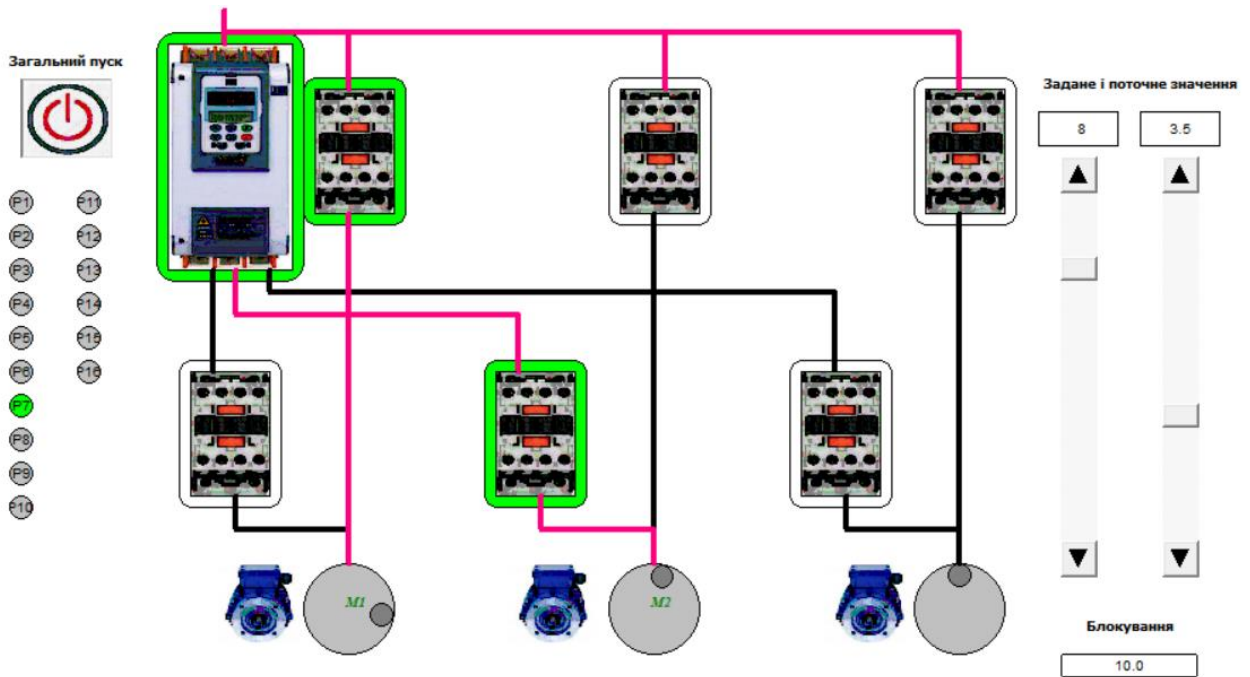 Загальний пуск
P1
P2
P3
P4
P5
P6
P7
P8
P9
P10
P11
P12
P13
P14
P15
P16
M1
M2
Задане і поточне значення
8
3.5
Блокування
10.0